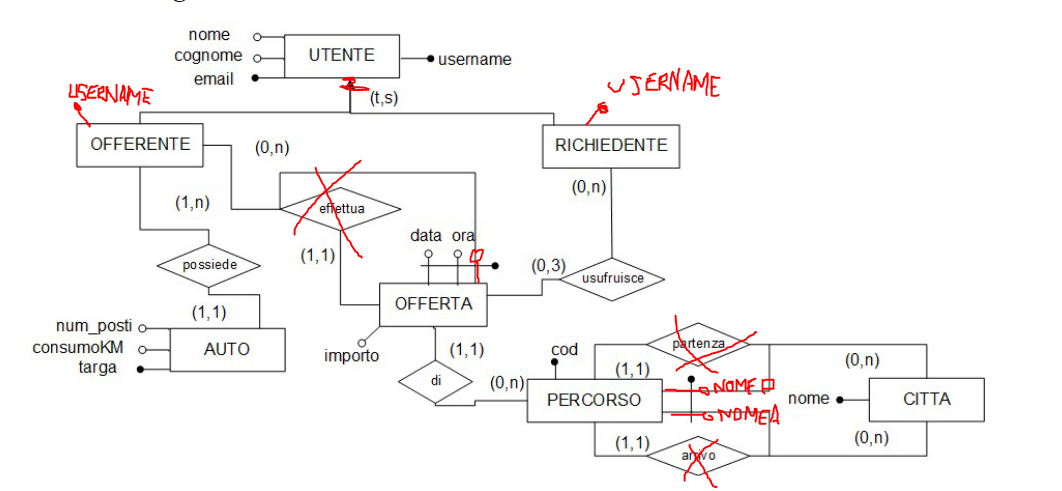 nome
cognome
email
UTENTE
username
USERNAME
(t,s)
USERNAME
OFFERENTE
(0,n)
RICHIEDENTE
(0,n)
(1,n)
effettua
data ora
possiede
(1,1)
(0,3)
usufruisce
OFFERTA
(1,1)
num_posti
consumoKM
targa
AUTO
importo
(1,1)
di
(0,n)
cod
partenza
(1,1)
(0,n)
PERCORSO
NOME
NOMEA
nome
CITTA
(0,n)
(1,1)
arrivo